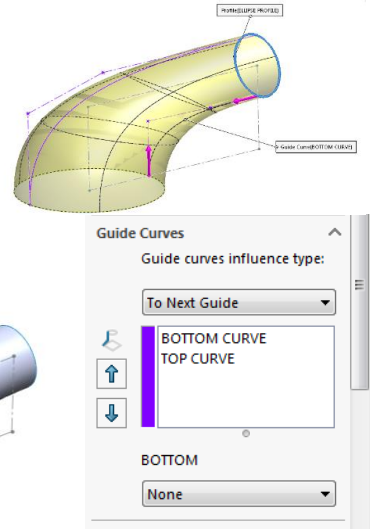 Profile(ELLIPSE PROFILE)
Guide Curve(BOTTOM CURVE)
Guide Curves
Guide curves influence type:
To Next Guide
BOTTOM CURVE
TOP CURVE
BOTTOM
None